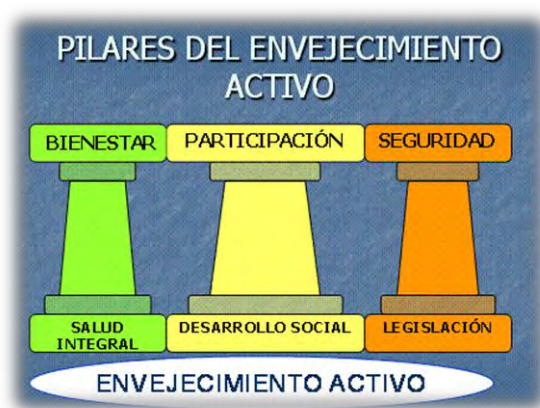 PILARES DEL ENVEJECIMIENTO
ACTIVO
BIENESTAR
PARTICIPACIÓN
SEGURIDAD
SALUD
INTEGRAL
DESARROLLO SOCIAL
LEGISLACIÓN
ENVEJECIMIENTO ACTIVO